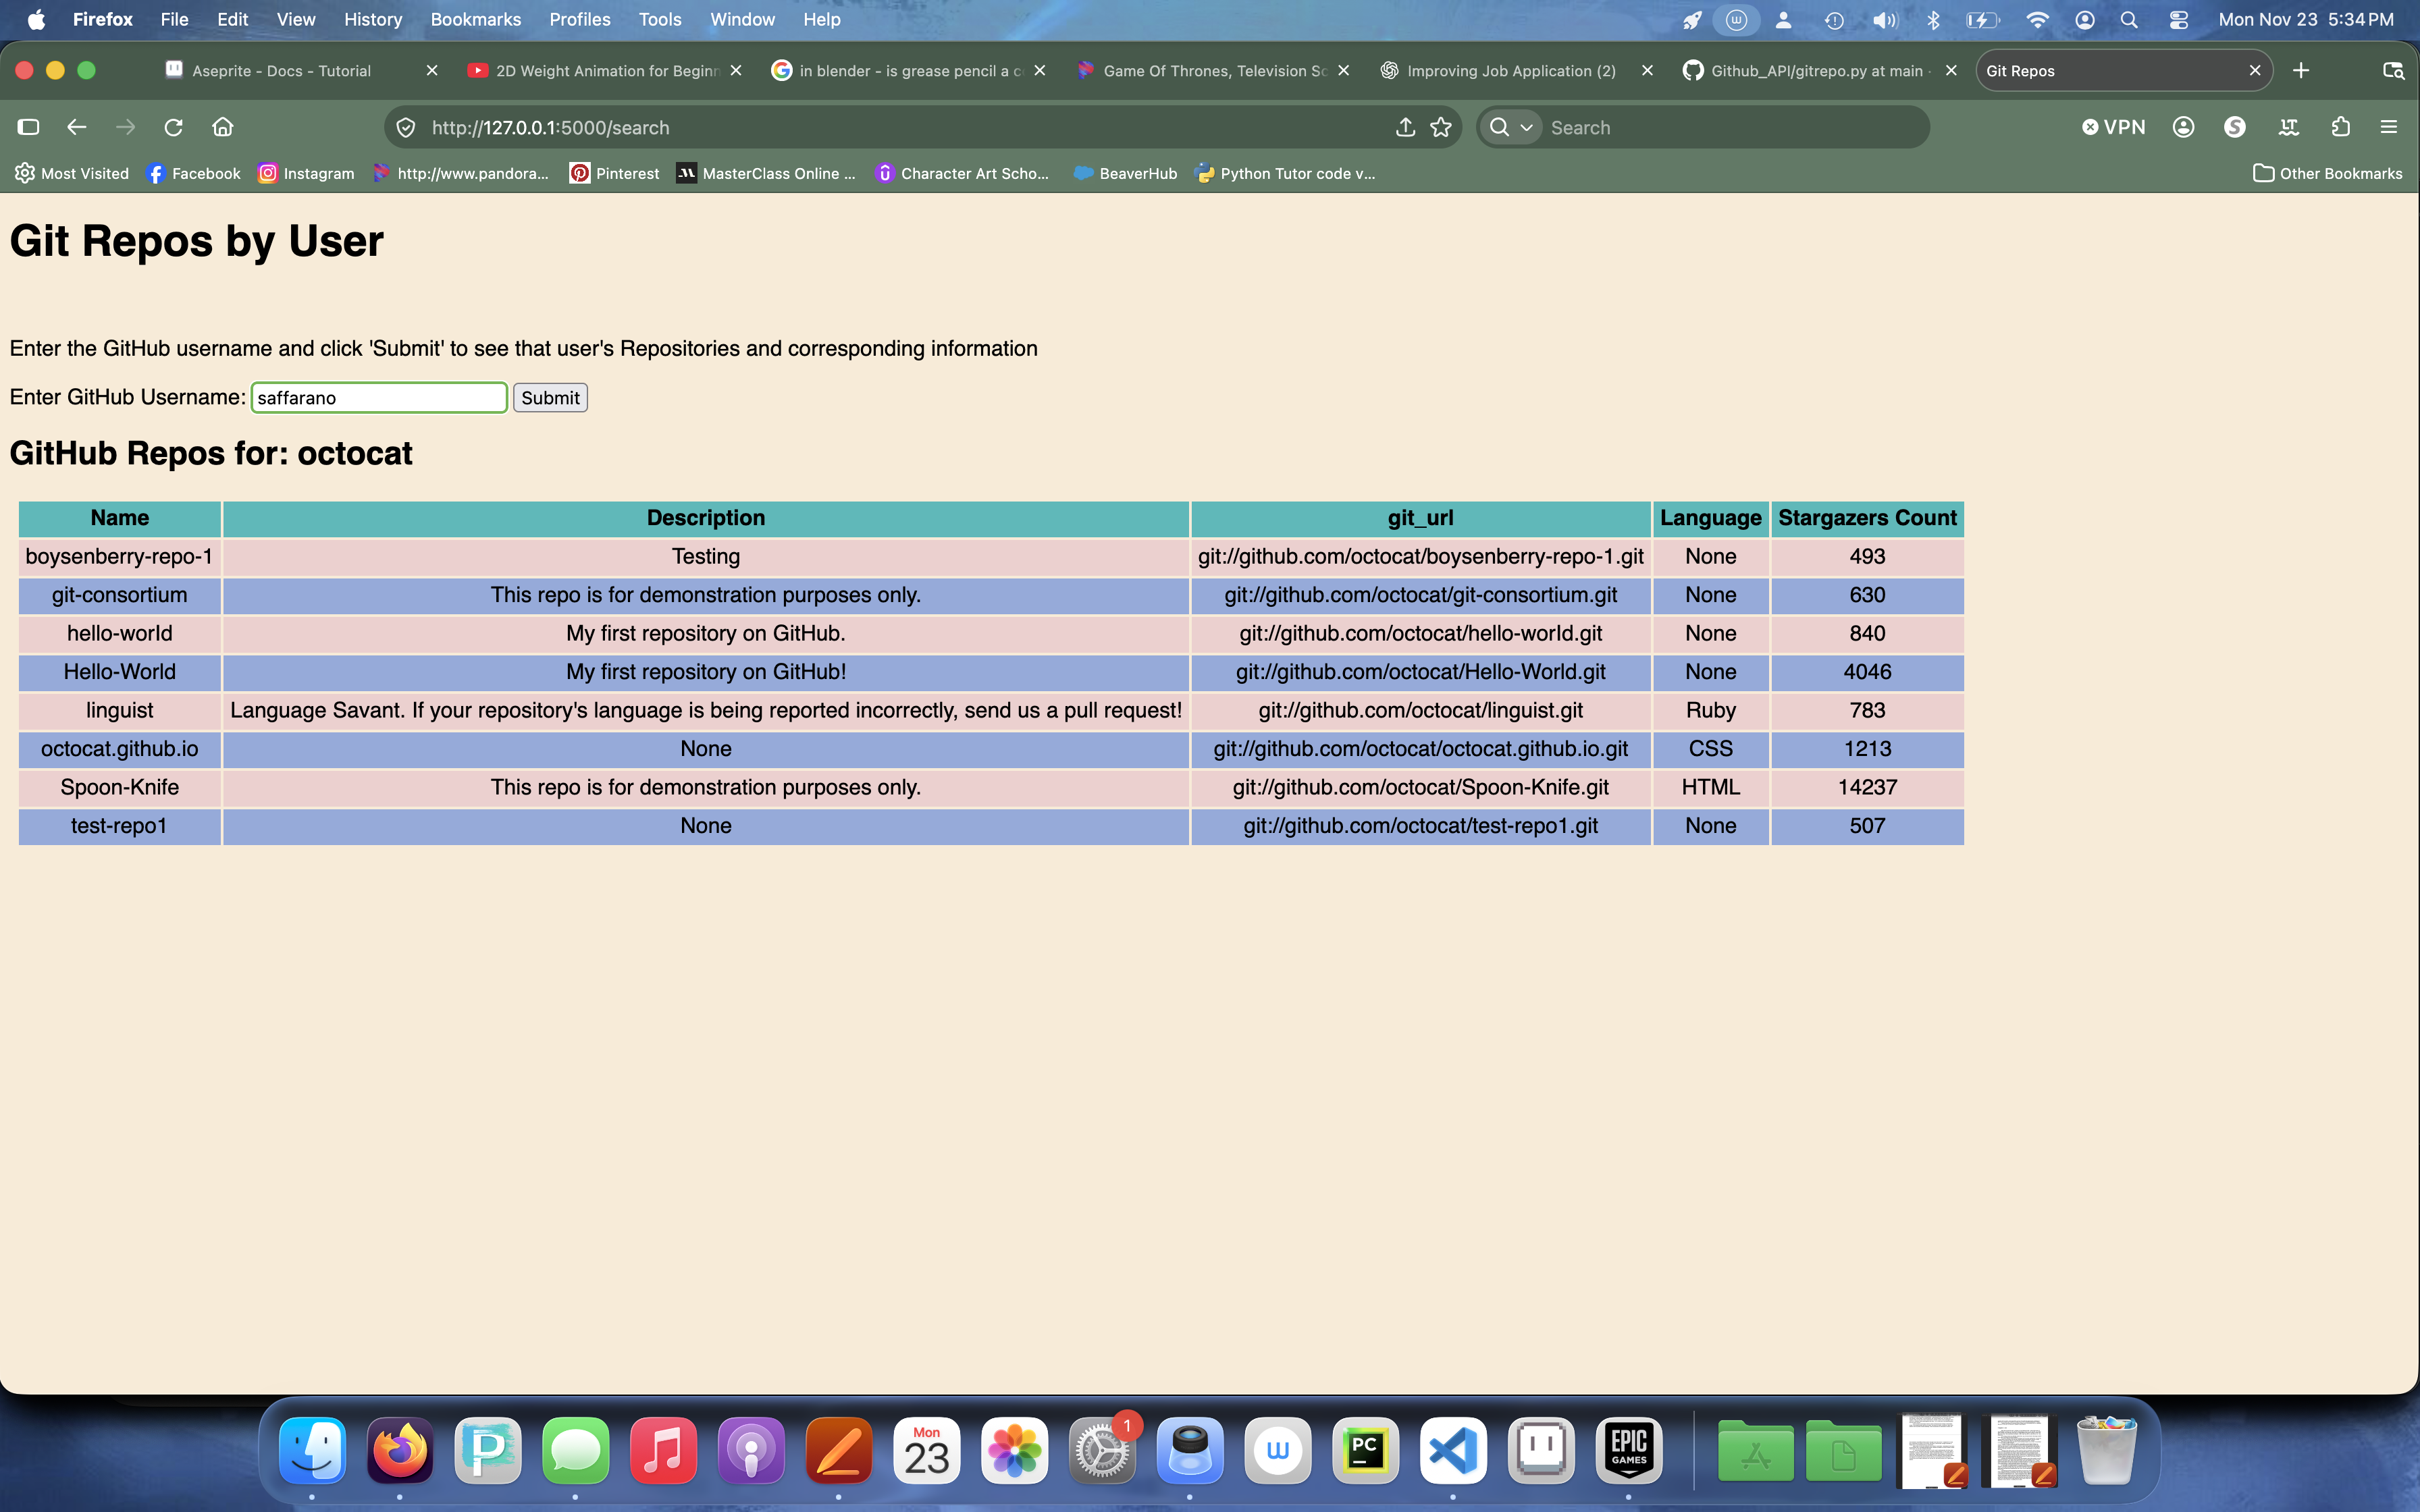 Firefox File Edit View History Bookmarks Profiles Tools Window Help Mon Nov 23 5:34 PM
Aseprite - Docs - Tutorial 2D Weight Animation for Beginn in blender - is grease pencil a c Game Of Thrones, Television Sc Improving Job Application (2) Github_API/gitrepo.py at main Git Repos
http://127.0.0.1:5000/search Search VPN
Most Visited Facebook Instagram http://www.pandora... Pinterest MasterClass Online ... Character Art Scho... BeaverHub Python Tutor code v... Other Bookmarks
Git Repos by User
Enter the GitHub username and click 'Submit' to see that user's Repositories and corresponding information
Enter GitHub Username: saffarano Submit
GitHub Repos for: octocat
Name Description git_url Language Stargazers Count
boysenberry-repo-1 Testing git://github.com/octocat/boysenberry-repo-1.git None 493
git-consortium This repo is for demonstration purposes only. git://github.com/octocat/git-consortium.git None 630
hello-world My first repository on GitHub. git://github.com/octocat/hello-world.git None 840
Hello-World My first repository on GitHub! git://github.com/octocat/Hello-World.git None 4046
linguist Language Savant. If your repository's language is being reported incorrectly, send us a pull request! git://github.com/octocat/linguist.git Ruby 783
octocat.github.io None git://github.com/octocat/octocat.github.io.git CSS 1213
Spoon-Knife This repo is for demonstration purposes only. git://github.com/octocat/Spoon-Knife.git HTML 14237
test-repo1 None git://github.com/octocat/test-repo1.git None 507
Mon
23
1
PC
EPIC
GAMES